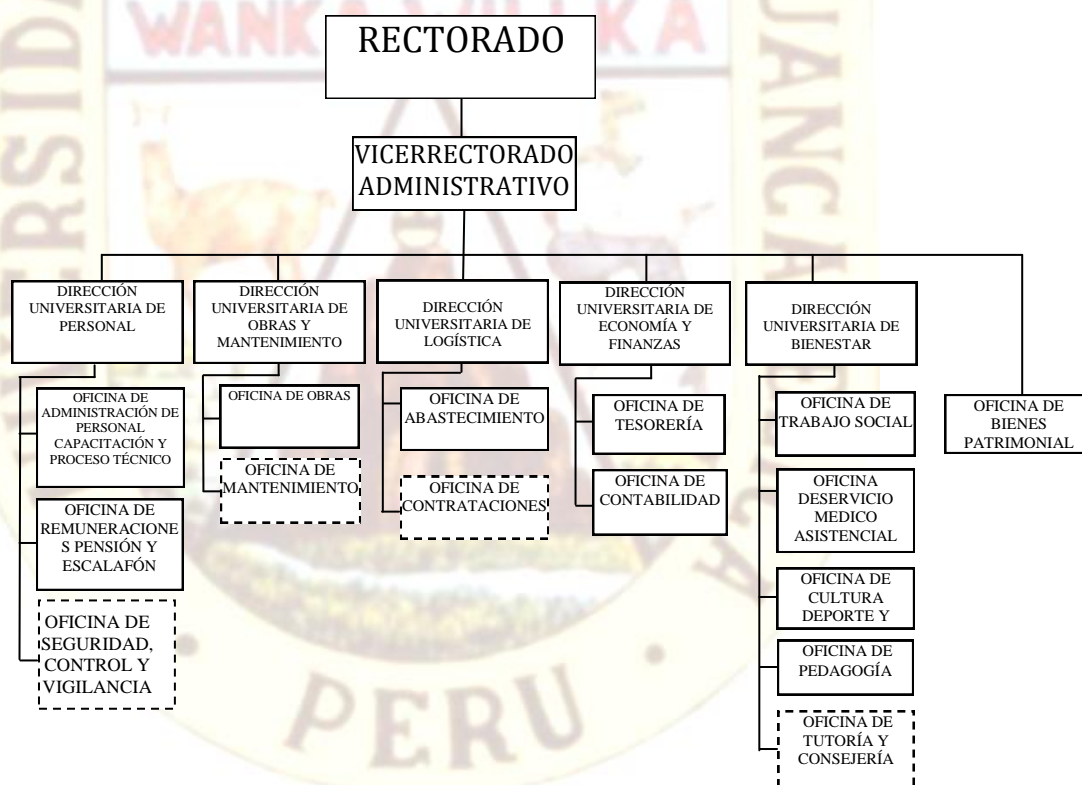 RECTORADO
VICERRECTORADO
ADMINISTRATIVO
DIRECCIÓN
UNIVERSITARIA DE
PERSONAL
DIRECCIÓN
UNIVERSITARIA DE
OBRAS Y
MANTENIMIENTO
DIRECCIÓN
UNIVERSITARIA DE
LOGÍSTICA
DIRECCIÓN
UNIVERSITARIA DE
ECONOMÍA Y
FINANZAS
DIRECCIÓN
UNIVERSITARIA DE
BIENESTAR
OFICINA DE
BIENES
PATRIMONIAL
OFICINA DE
ADMINISTRACIÓN DE
PERSONAL
CAPACITACIÓN Y
PROCESO TÉCNICO
OFICINA DE
REMUNERACIONE
S PENSIÓN Y
ESCALAFÓN
OFICINA DE
SEGURIDAD,
CONTROL Y
VIGILANCIA
OFICINA DE OBRAS
OFICINA DE
MANTENIMIENTO
OFICINA DE
ABASTECIMIENTO
OFICINA DE
CONTRATACIONES
OFICINA DE
TESORERÍA
OFICINA DE
CONTABILIDAD
OFICINA DE
TRABAJO SOCIAL
OFICINA
DESERVICIO
MEDICO
ASISTENCIAL
OFICINA DE
CULTURA
DEPORTE Y
OFICINA DE
PEDAGOGÍA
OFICINA DE
TUTORÍA Y
CONSEJERÍA
PERU